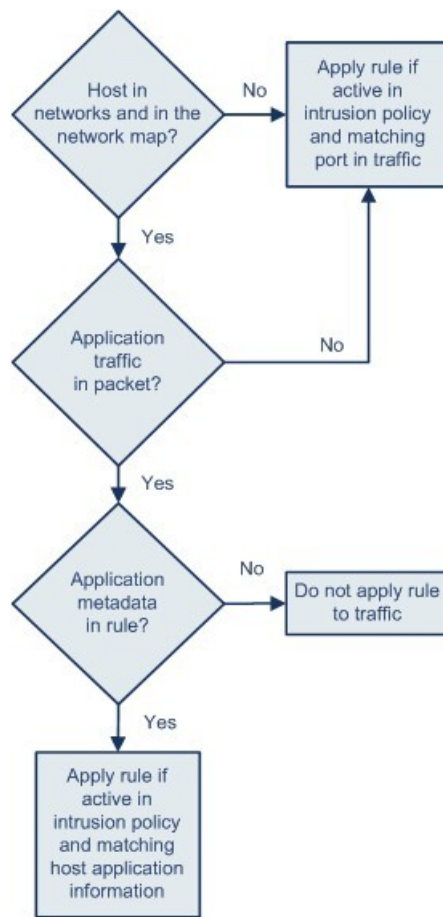 Host in
networks and in the
network map?
No
Apply rule if
active in
intrusion policy
and matching
port in traffic
Yes
Application
traffic
in packet?
No
Yes
Application
metadata
in rule?
No
Do not apply rule
to traffic
Yes
Apply rule if
active in
intrusion policy
and matching
host application
information